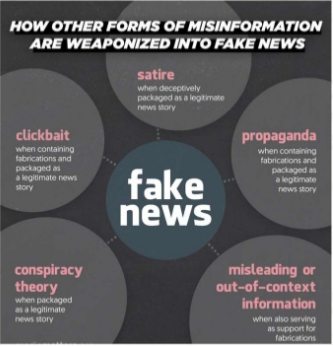 HOW OTHER FORMS OF MISINFORMATION
ARE WEAPONIZED INTO FAKE NEWS
satire
when deceptively
packaged as a legitimate
news story
clickbait
when containing
fabrications and
packaged as
a legitimate news
story
propaganda
when containing
fabrications and
packaged as
a legitimate
news story
fake
news
conspiracy
theory
when packaged
as a legitimate
news story
misleading or
out-of-context
information
when also serving
as support for
fabrications